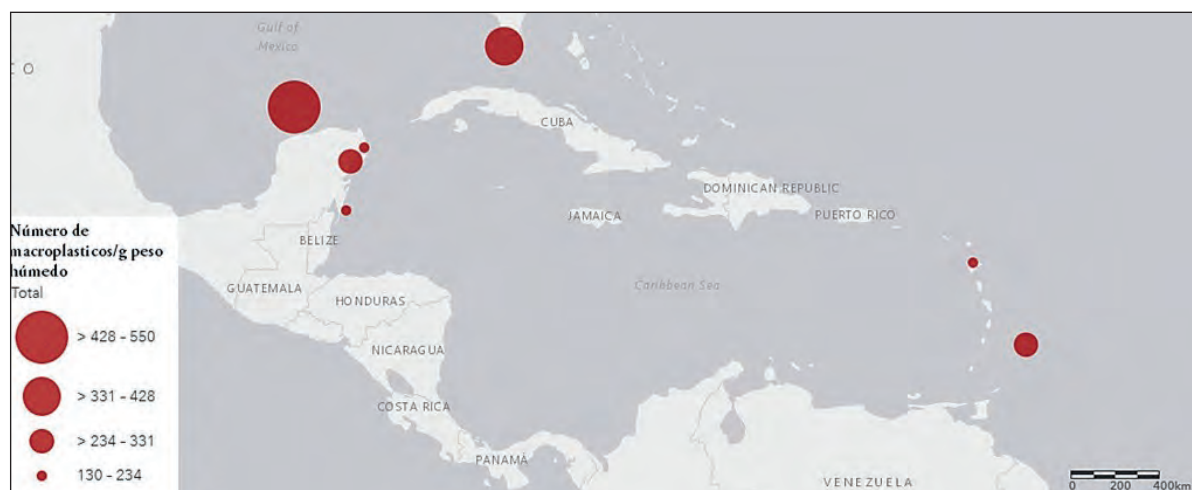 Gulf of
Mexico
O
CUBA
DOMINICAN REPUBLIC
JAMAICA
PUERTO RICO
BELIZE
Caribbean Sea
GUATEMALA
HONDURAS
NICARAGUA
COSTA RICA
PANAMÁ
VENEZUELA
Número de
macroplasticos/g peso
húmedo
Total
> 428 - 550
> 331 - 428
> 234 - 331
130 - 234
0 200 400km